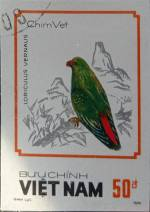 Chim Vẹt
LORICULUS VERNALIS
BƯU CHÍNH
VIỆT NAM 50đ